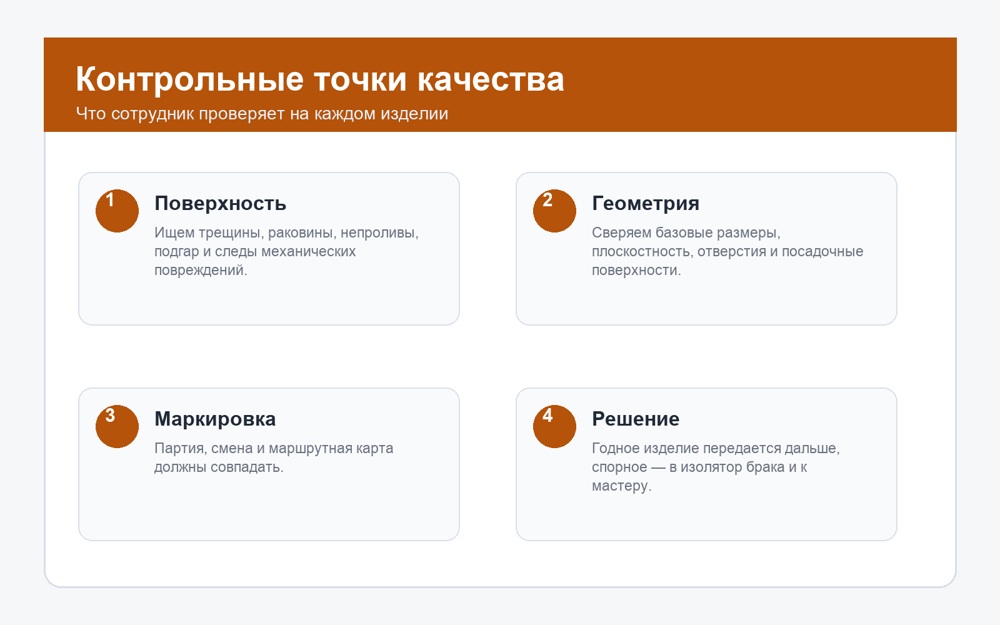 Контрольные точки качества
Что сотрудник проверяет на каждом изделии
1
Поверхность
Ищем трещины, раковины, непроливы,
подгар и следы механических
повреждений.
2
Геометрия
Сверяем базовые размеры,
плоскостность, отверстия и посадочные
поверхности.
3
Маркировка
Партия, смена и маршрутная карта
должны совпадать.
4
Решение
Годное изделие передается дальше,
спорное — в изолятор брака и к
мастеру.